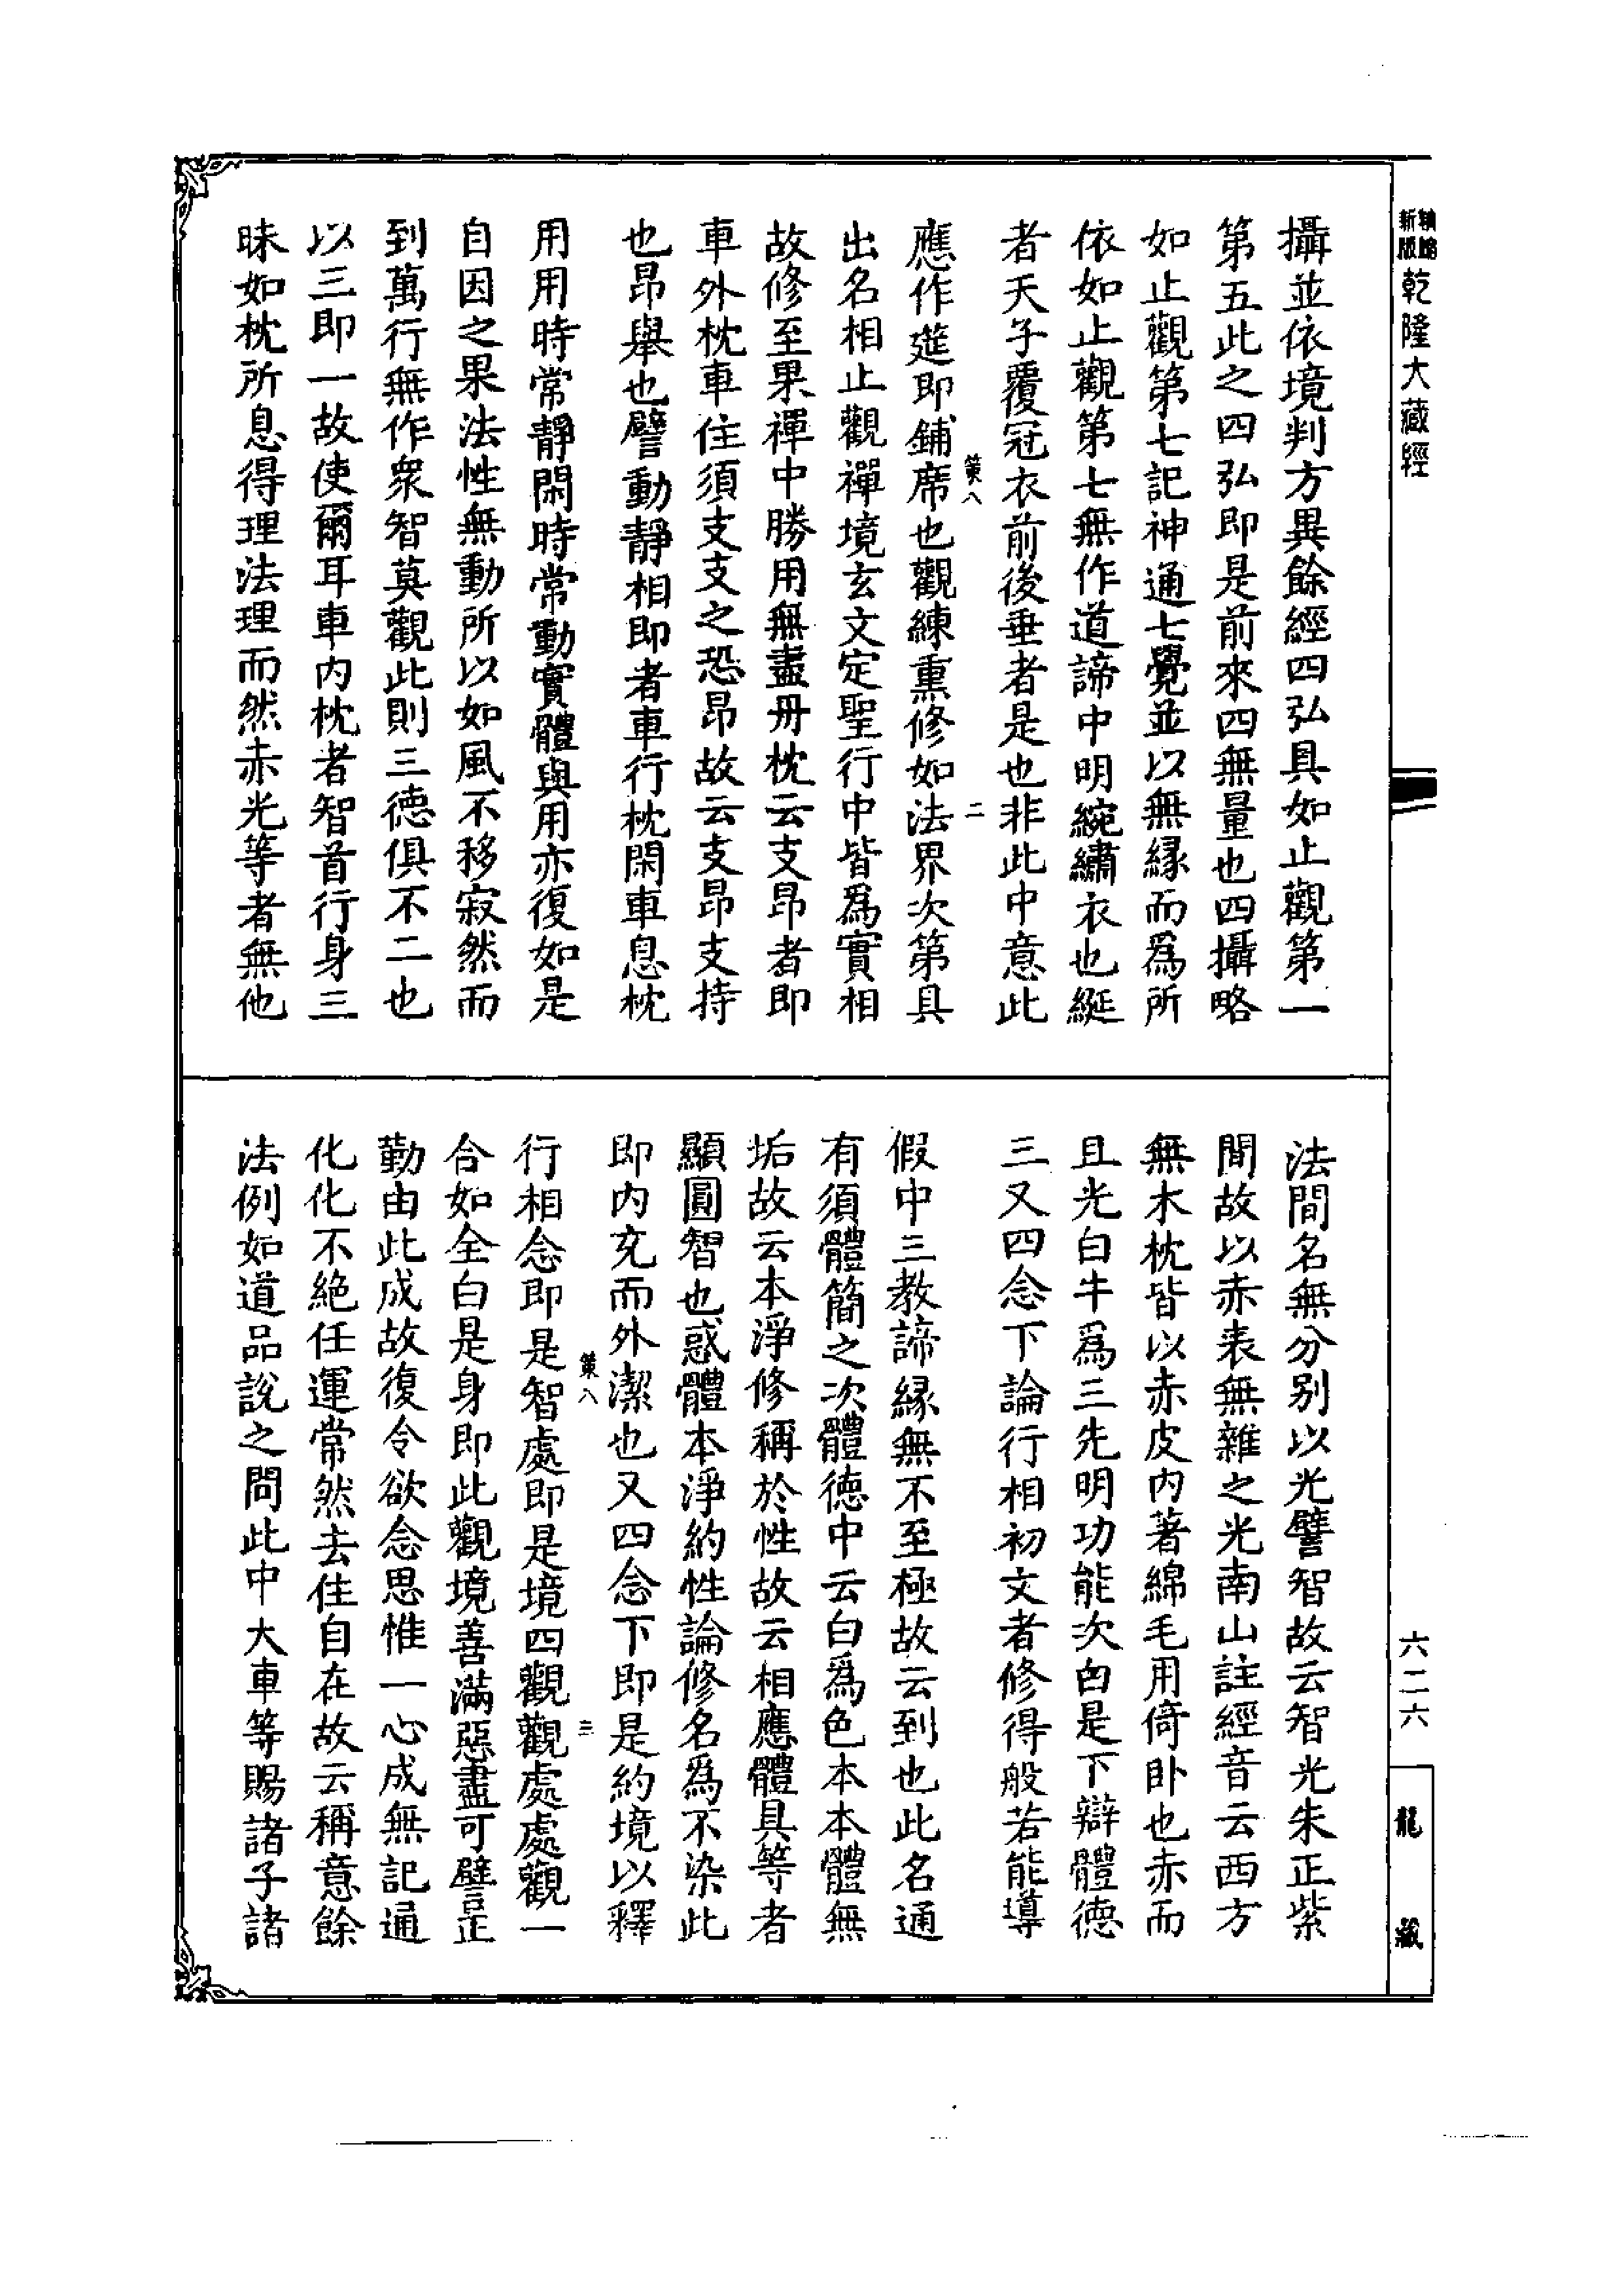 新版
乾隆大藏經
攝並依境判方異餘經四弘具如止觀第一
第五此之四弘即是前來四無量也四攝略
如止觀第七記神通七覺並以無緣而爲所
依如止觀第七無作道諦中明綩繡衣也綖
者天子覆冠衣前後垂者是也非此中意此
應作筵即鋪席也觀練熏修如法界次第具
策八
二
出名相止觀禪境玄文定聖行中皆爲實相
故修至果禪中勝用無盡丹枕云支昂者即
車外枕車住須支支之恐昂故云支昂支持
也昂舉也譬動靜相即者車行枕閑車息枕
用用時常靜閑時常動實體與用亦復如是
自因之果法性無動所以如風不移寂然而
到萬行無作衆智莫觀此則三德俱不二也
以三即一故使爾耳車内枕者智首行身三
昧如枕所息得理法理而然赤光等者無他
法間名無分别以光譬智故云智光朱正紫
間故以赤表無雜之光南山註經音云西方
無木枕皆以赤皮内著綿毛用倚卧也赤而
且光白牛爲三先明功能次白是下辯體德
三又四念下論行相初文者修得般若能導
假中三教諦緣無不至極故云到也此名通
有須體簡之次體德中云白爲色本本體無
垢故云本淨修稱於性故云相應體具等者
顯圓智也惑體本淨約性論修名爲不染此
即内充而外潔也又四念下即是約境以釋
策八
三
行相念即是智處即是境四觀觀處處觀一
合如全白是身即此觀境善滿惡盡可譬昰
勤由此成故復令欲念思惟一心成無記通
化化不絕任運常然去住自在故云稱意餘
法例如道品說之問此中大車等賜諸子諸
六二六
龍藏